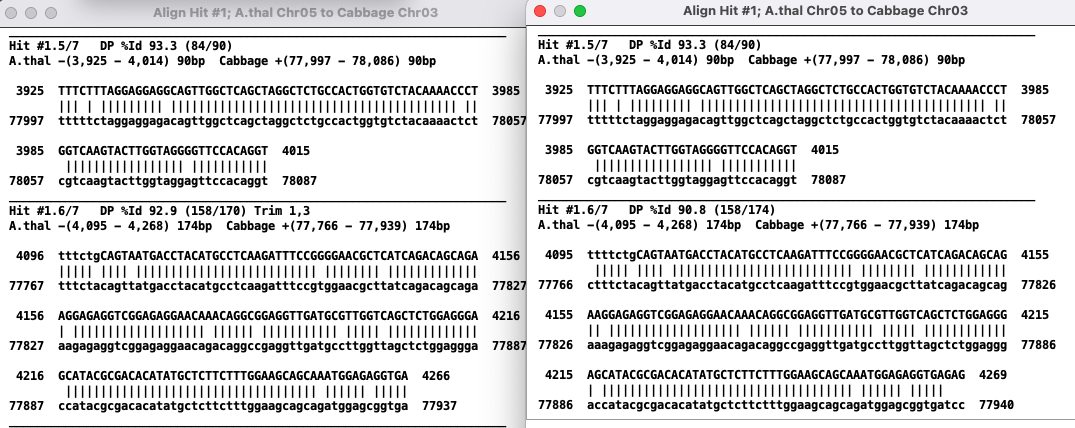 Align Hit #1; A.thal Chr05 to Cabbage Chr03
Hit #1.5/7   DP %Id 93.3 (84/90)
A.thal −(3,925 − 4,014) 90bp  Cabbage +(77,997 − 78,086) 90bp
3925  TTTCTTTAGGAGGAGGCAGTTGGCTCAGCTAGGCTCTGCCACTGGTGTCTACAAAACCCT  3985
77997  tttttctaggaggagacagttggctcagctaggctctgccactggtgtctacaaaactct  78057
3985  GGTCAAGTACTTGGTAGGGGTTCCACAGGT  4015
78057  cgtcaagtacttggtaggagttccacaggt  78087
Hit #1.6/7   DP %Id 92.9 (158/170) Trim 1,3
A.thal −(4,095 − 4,268) 174bp  Cabbage +(77,766 − 77,939) 174bp
4096  tttctgCAGTAATGACCTACATGCCTCAAGATTTCCGGGGAACGCTCATCAGACAGCAGA  4156
77767  tttctacagttatgacctacatgcctcaagatttccgtggaacgcttatcagacagcaga  77827
4156  AGGAGAGGTCGGAGAGGAACAAACAGGCGGAGGTTGATGCGTTGGTCAGCTCTGGAGGGA  4216
77827  aagagaggtcggagaggaacagacaggccgaggttgatgccttggttagctctggaggga  77887
4216  GCATACGCGACACATATGCTCTTCTTTGGAAGCAGCAAATGGAGAGGTGA  4266
77887  ccatacgcgacacatatgctcttctttggaagcagcagatggagcggtga  77937
Align Hit #1; A.thal Chr05 to Cabbage Chr03
Hit #1.5/7   DP %Id 93.3 (84/90)
A.thal −(3,925 − 4,014) 90bp  Cabbage +(77,997 − 78,086) 90bp
3925  TTTCTTTAGGAGGAGGCAGTTGGCTCAGCTAGGCTCTGCCACTGGTGTCTACAAAACCCT  3985
77997  tttttctaggaggagacagttggctcagctaggctctgccactggtgtctacaaaactct  78057
3985  GGTCAAGTACTTGGTAGGGGTTCCACAGGT  4015
78057  cgtcaagtacttggtaggagttccacaggt  78087
Hit #1.6/7   DP %Id 90.8 (158/174)
A.thal −(4,095 − 4,268) 174bp  Cabbage +(77,766 − 77,939) 174bp
4095  ttttctgCAGTAATGACCTACATGCCTCAAGATTTCCGGGGAACGCTCATCAGACAGCAG  4155
77766  ctttctacagttatgacctacatgcctcaagatttccgtggaacgcttatcagacagcag  77826
4155  AAGGAGAGGTCGGAGAGGAACAAACAGGCGGAGGTTGATGCGTTGGTCAGCTCTGGAGGG  4215
77826  aaagagaggtcggagaggaacagacaggccgaggttgatgccttggttagctctggaggg  77886
4215  AGCATACGCGACACATATGCTCTTCTTTGGAAGCAGCAAATGGAGAGGTGAGAG  4269
77886  accatacgcgacacatatgctcttctttggaagcagcagatggagcggtgatcc  77940